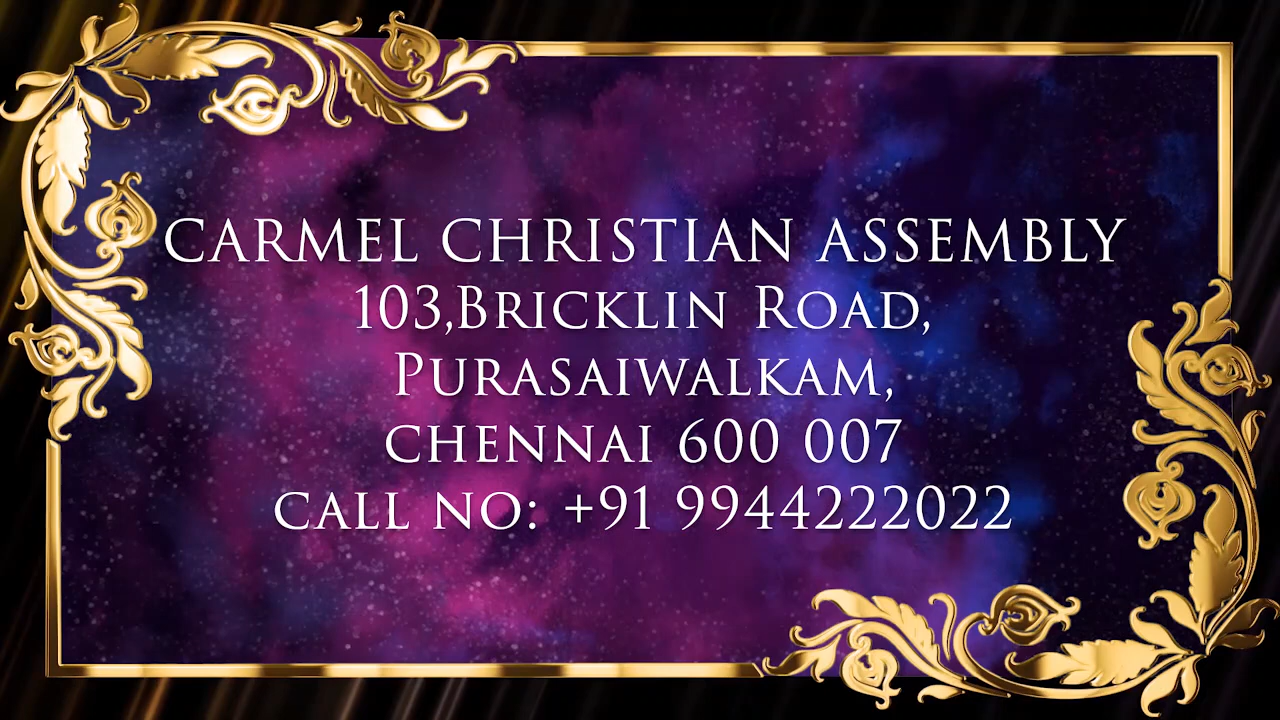 CARMEL CHRISTIAN ASSEMBLY
103,Bricklin Road,
Purasaiwalkam,
chennai 600 007
call no: +91 9944222022